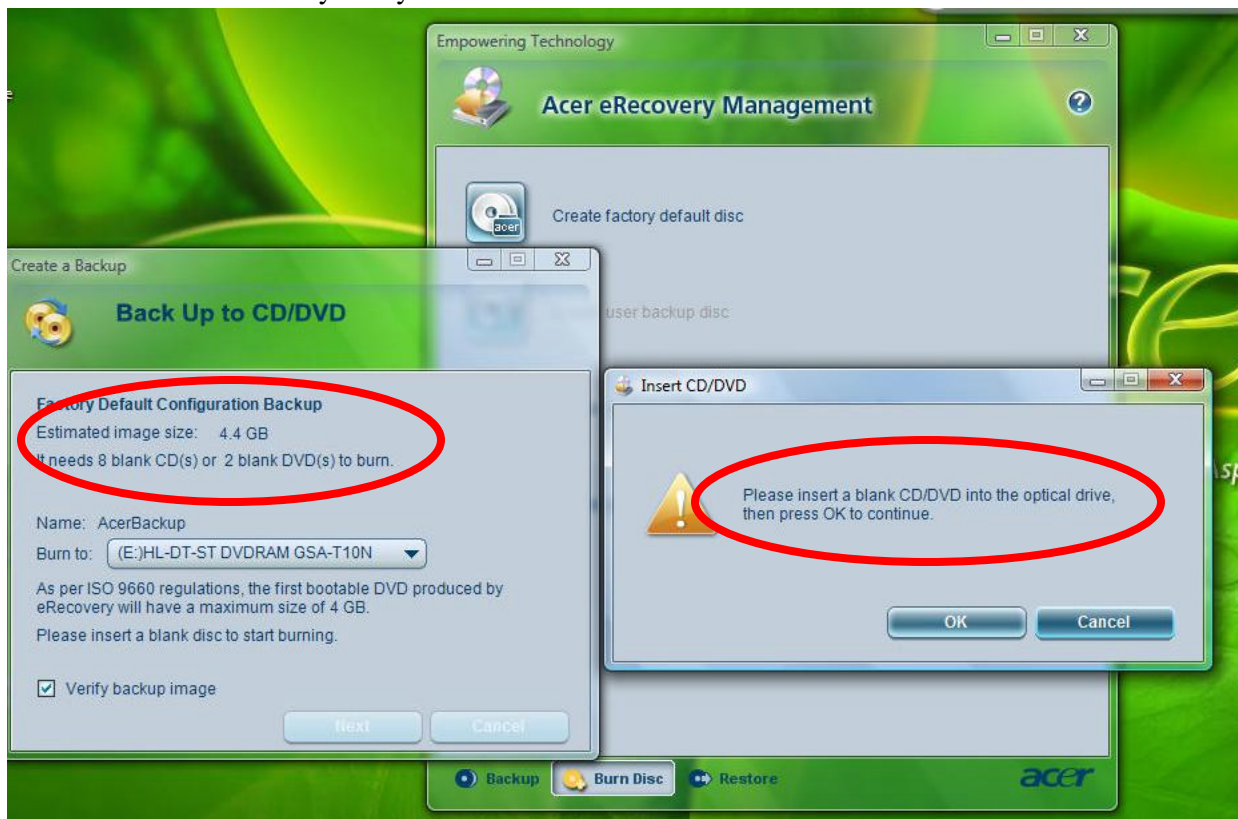 Empowering Technology
Acer eRecovery Management
Create factory default disc
user backup disc
Create a Backup
Back Up to CD/DVD
Factory Default Configuration Backup
Estimated image size: 4.4 GB
It needs 8 blank CD(s) or 2 blank DVD(s) to burn.
Name: AcerBackup
Burn to: (E:)HL-DT-ST DVDRAM GSA-T10N
As per ISO 9660 regulations, the first bootable DVD produced by
eRecovery will have a maximum size of 4 GB.
Please insert a blank disc to start burning.
Verify backup image
Next Cancel
Insert CD/DVD
Please insert a blank CD/DVD into the optical drive,
then press OK to continue.
OK Cancel
Backup Burn Disc Restore
acer